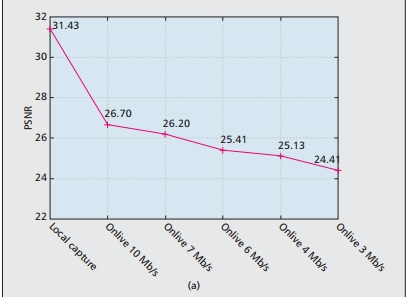 32
30
28
26
24
22
PSNR
31.43
26.70
26.20
25.41
25.13
24.41
Local capture
Onlive 10 Mb/s
Onlive 7 Mb/s
Onlive 6 Mb/s
Onlive 4 Mb/s
Onlive 3 Mb/s
(a)